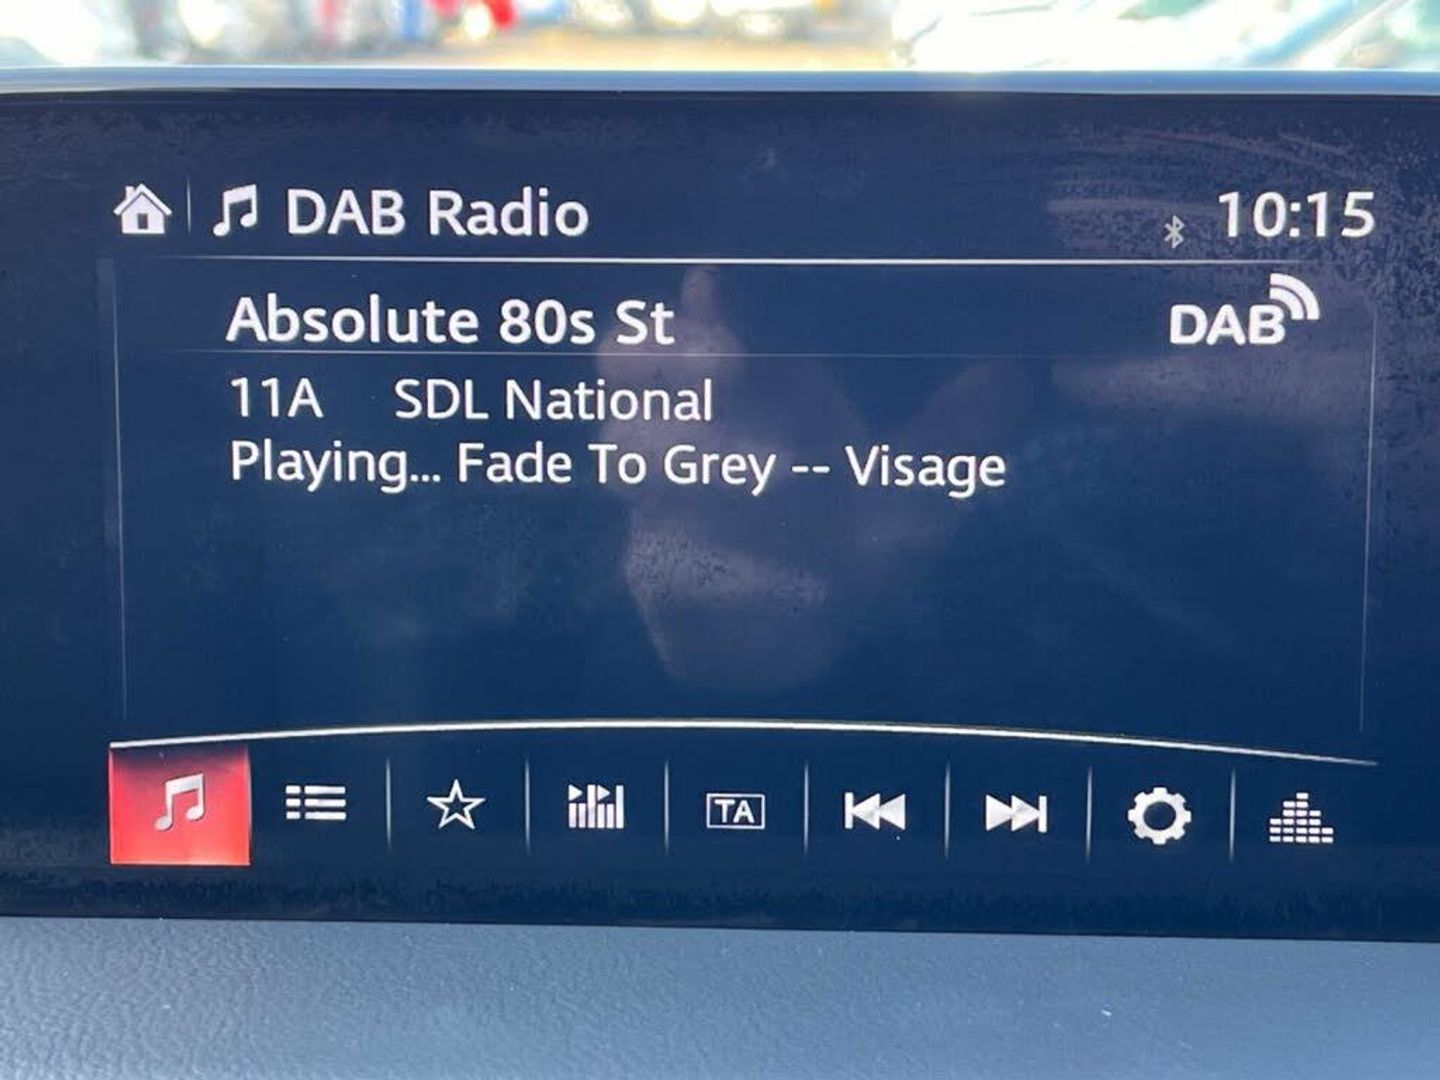 DAB Radio
10:15
Absolute 80s St
DAB
11A SDL National
Playing... Fade To Grey -- Visage
TA